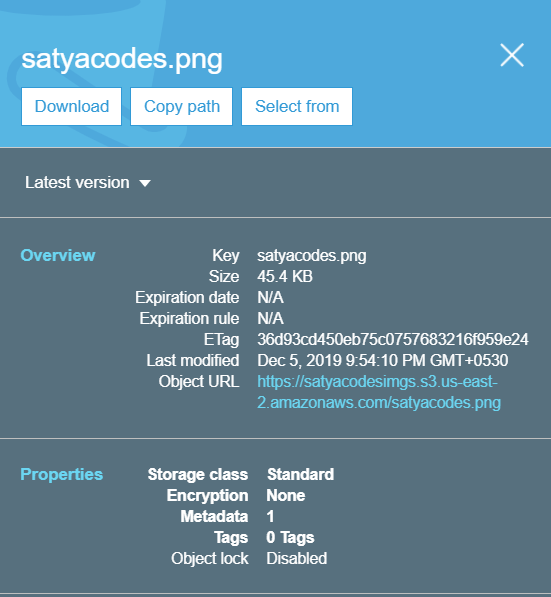 satyacodes.png
Download Copy path Select from
Latest version
Overview Key satyacodes.png
Size 45.4 KB
Expiration date N/A
Expiration rule N/A
ETag 36d93cd450eb75c0757683216f959e24
Last modified Dec 5, 2019 9:54:10 PM GMT+0530
Object URL https://satyacodesimgs.s3.us-east-
2.amazonaws.com/satyacodes.png
Properties Storage class Standard
Encryption None
Metadata 1
Tags 0 Tags
Object lock Disabled